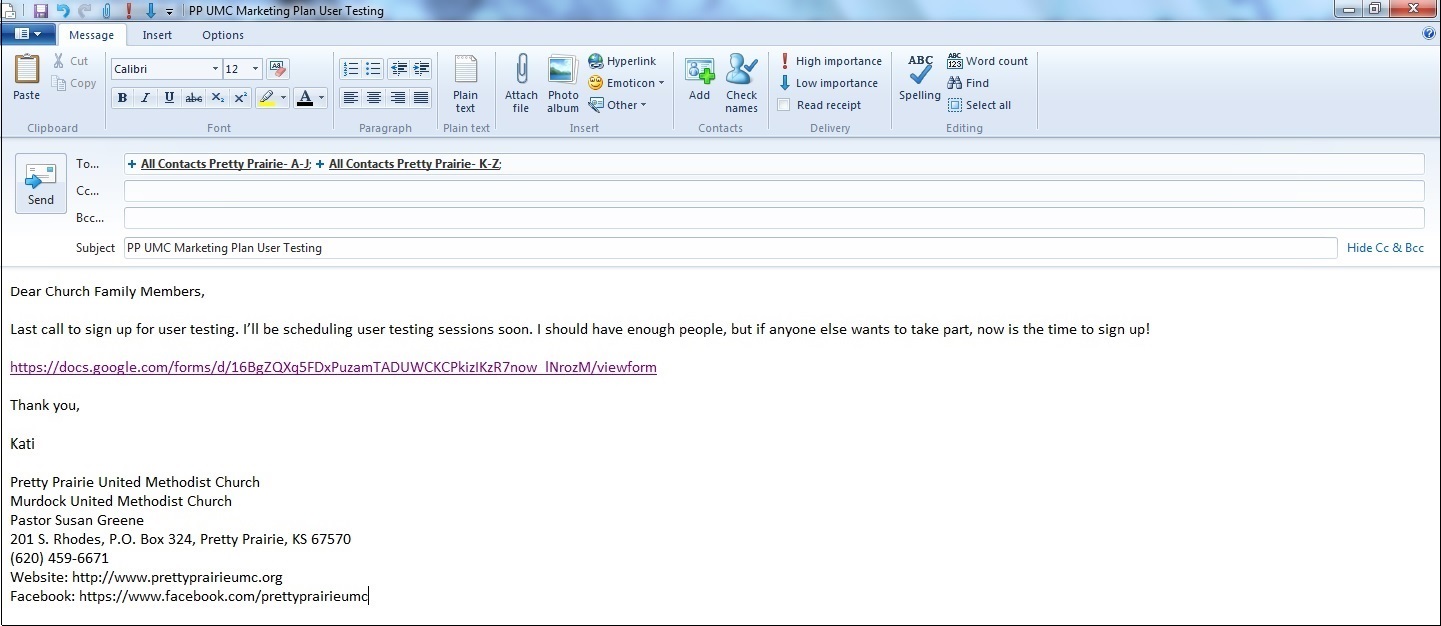 PP UMC Marketing Plan User Testing
Message Insert Options
Paste
Cut
Copy
Clipboard
Calibri 12
B I U abc X₂ X²
A
Font
Paragraph
Plain text
Plain text
Attach file
Photo album
Hyperlink
Emoticon
Other
Insert
Add
Check names
Contacts
High importance
Low importance
Read receipt
Delivery
ABC
Spelling
ABC 123 Word count
Find
Select all
Editing
Send
To... All Contacts Pretty Prairie- A-J; All Contacts Pretty Prairie- K-Z;
Cc...
Bcc...
Subject PP UMC Marketing Plan User Testing Hide Cc & Bcc
Dear Church Family Members,
Last call to sign up for user testing. I’ll be scheduling user testing sessions soon. I should have enough people, but if anyone else wants to take part, now is the time to sign up!
https://docs.google.com/forms/d/16BgZQXq5FDxPuzamTADUWCKCPkizIKzR7now_lNrozM/viewform
Thank you,
Kati
Pretty Prairie United Methodist Church
Murdock United Methodist Church
Pastor Susan Greene
201 S. Rhodes, P.O. Box 324, Pretty Prairie, KS 67570
(620) 459-6671
Website: http://www.prettyprairieumc.org
Facebook: https://www.facebook.com/prettyprairieumc